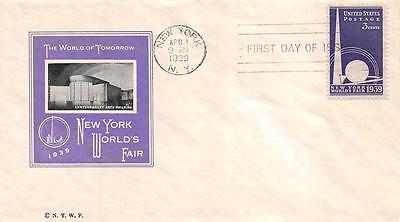 THE WORLD OF TOMORROW
CONTEMPORARY ARTS BUILDING
1939
NEW YORK
WORLD'S
FAIR
© N. Y. W. F.
NEW YORK
APR 1
9-AM
1939
N.Y.
FIRST DAY OF ISS
UNITED STATES
POSTAGE
3 CENTS
NEW YORK
WORLD'S FAIR 1939